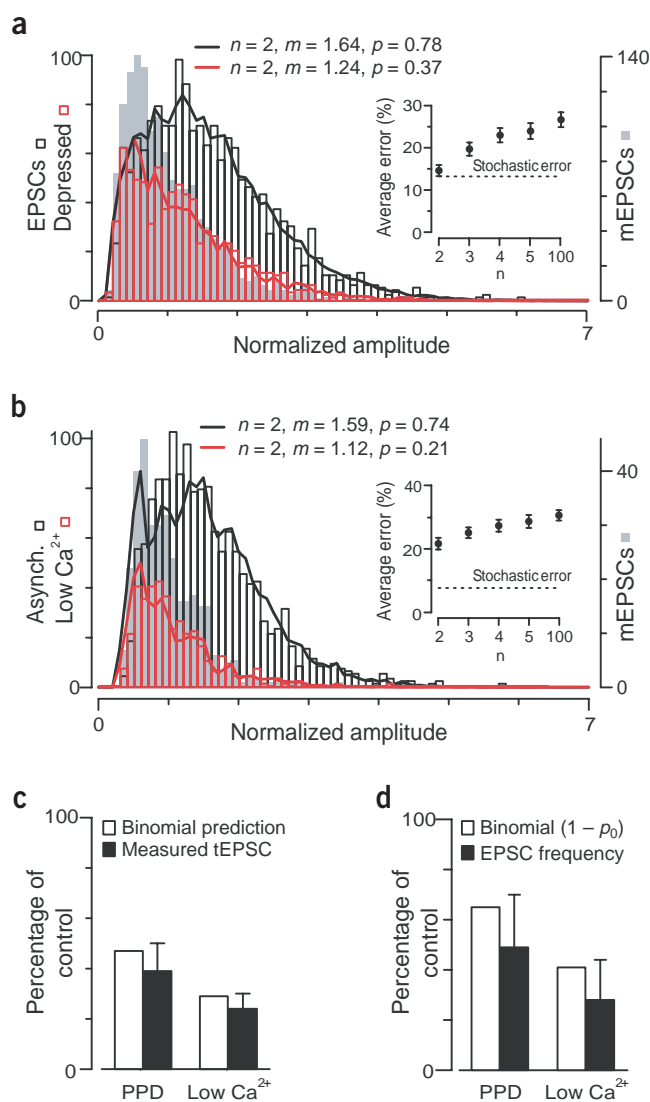 a
100
n = 2, m = 1.64, p = 0.78
n = 2, m = 1.24, p = 0.37
140
EPSCs
Depressed
Average error (%)
30
20
10
0
Stochastic error
2 3 4 5 100
n
mEPSCs
0
0
0
7
Normalized amplitude
b
100
n = 2, m = 1.59, p = 0.74
n = 2, m = 1.12, p = 0.21
Asynch.
Low Ca2+
Average error (%)
60
40
20
0
Stochastic error
2 3 4 5 100
n
40
mEPSCs
0
0
0
7
Normalized amplitude
c
100
Binomial prediction
Measured tEPSC
Percentage of
control
0
PPD Low Ca2+
d
100
Binomial (1 – p0)
EPSC frequency
Percentage of
control
0
PPD Low Ca2+